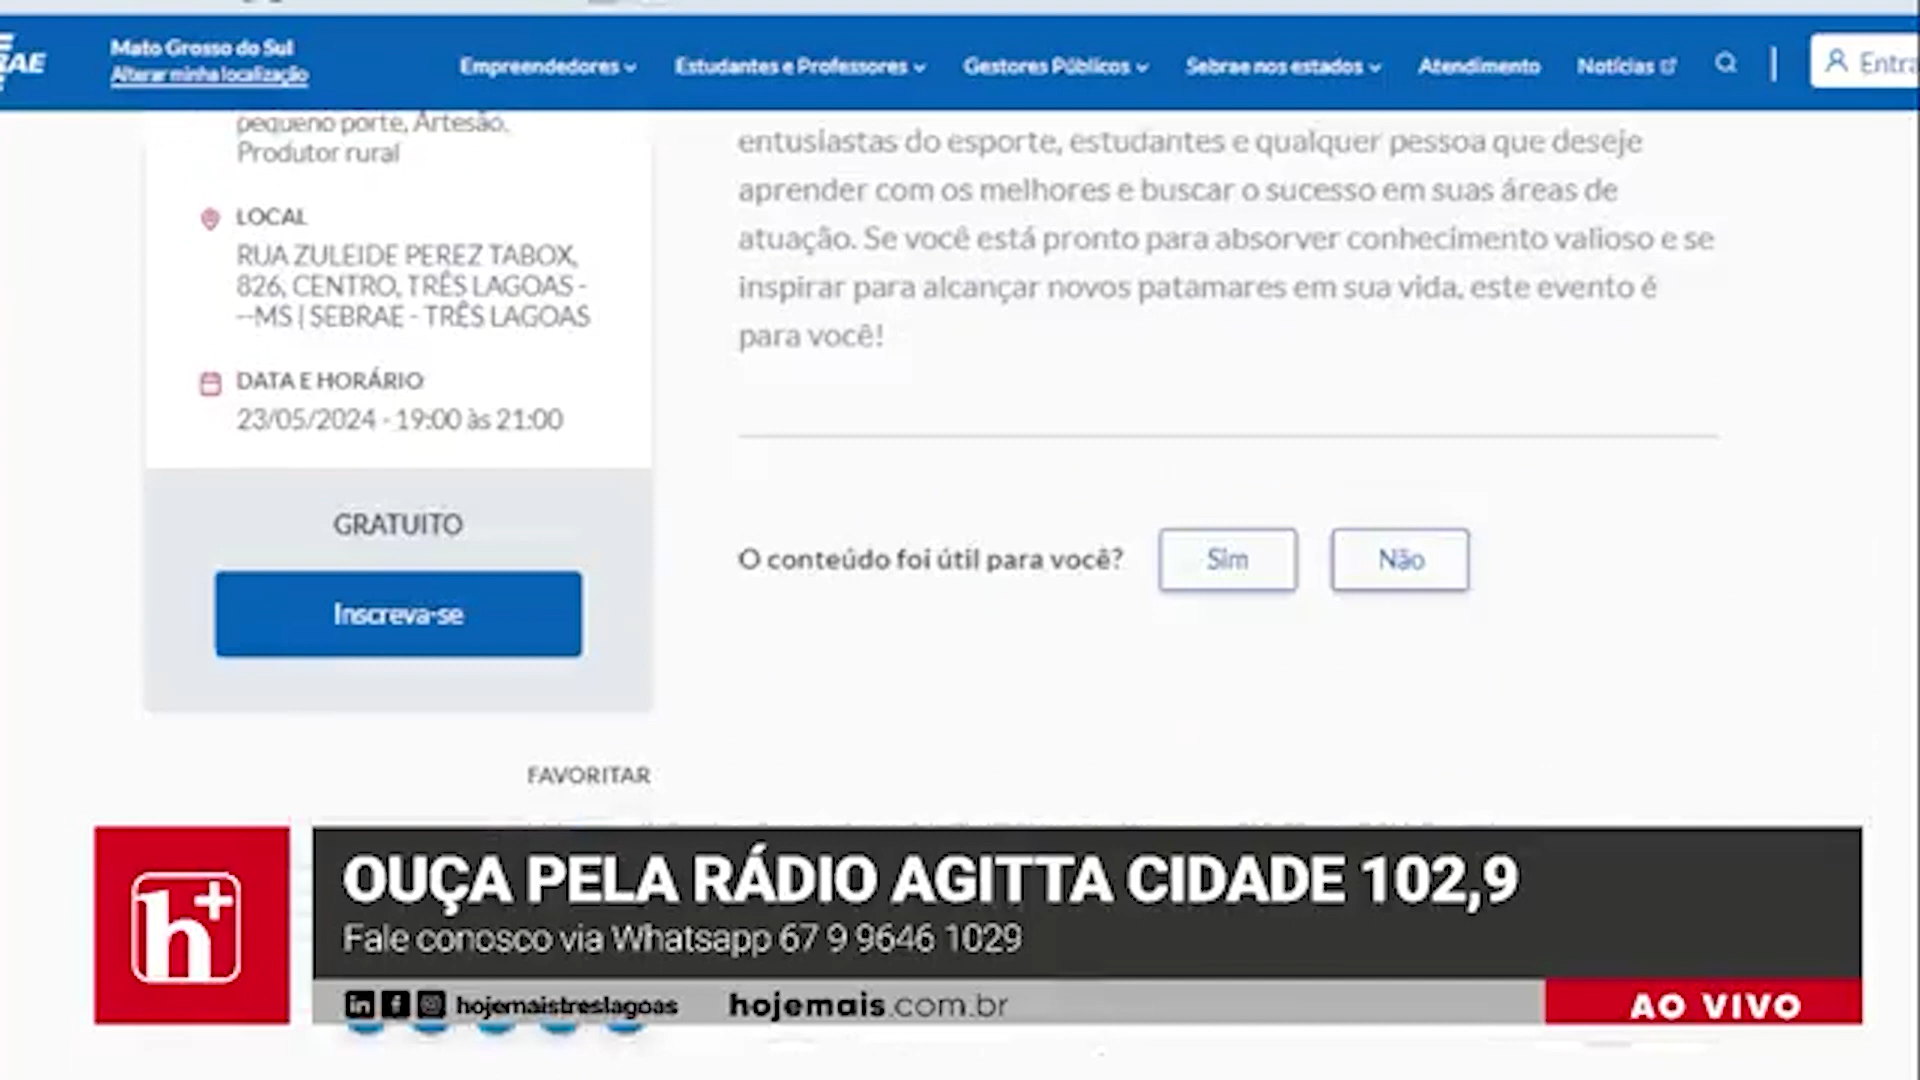 Mato Grosso do Sul
Alterar minha localização
Empreendedores
Estudantes e Professores
Gestores Públicos
Sebrae nos estados
Atendimento
Notícias
pequeno porte, Artesão,
Produtor rural
LOCAL
RUA ZULEIDE PEREZ TABOX,
826, CENTRO, TRÊS LAGOAS -
--MS | SEBRAE - TRÊS LAGOAS
DATA E HORÁRIO
23/05/2024 - 19:00 às 21:00
GRATUITO
Inscreva-se
FAVORITAR
entusiastas do esporte, estudantes e qualquer pessoa que deseje
aprender com os melhores e buscar o sucesso em suas áreas de
atuação. Se você está pronto para absorver conhecimento valioso e se
inspirar para alcançar novos patamares em sua vida, este evento é
para você!
O conteúdo foi útil para você?
Sim
Não
h+
OUÇA PELA RÁDIO AGITTA CIDADE 102,9
Fale conosco via Whatsapp 67 9 9646 1029
hojemaistreslagoas
hojemais.com.br
AO VIVO